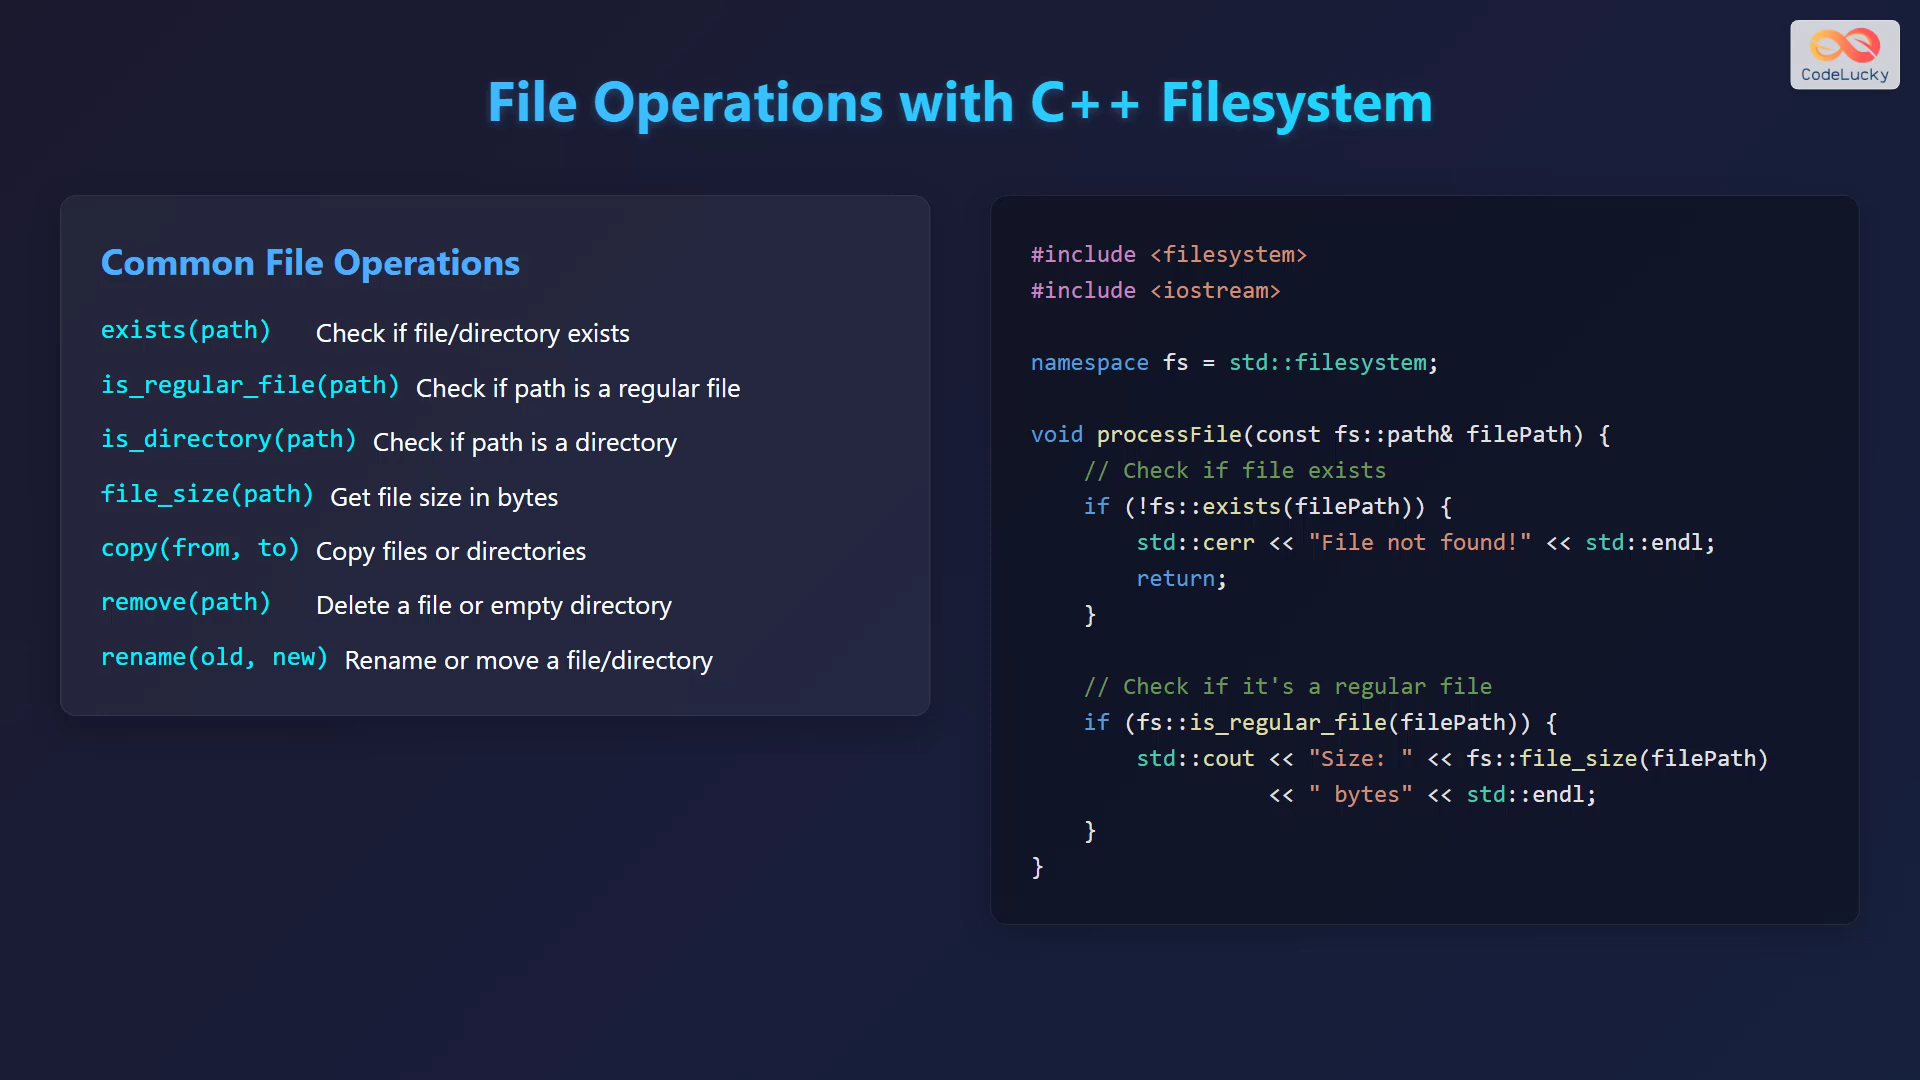 CodeLucky
File Operations with C++ Filesystem
Common File Operations
exists(path) Check if file/directory exists
is_regular_file(path) Check if path is a regular file
is_directory(path) Check if path is a directory
file_size(path) Get file size in bytes
copy(from, to) Copy files or directories
remove(path) Delete a file or empty directory
rename(old, new) Rename or move a file/directory
#include <filesystem>
#include <iostream>

namespace fs = std::filesystem;

void processFile(const fs::path& filePath) {
    // Check if file exists
    if (!fs::exists(filePath)) {
        std::cerr << "File not found!" << std::endl;
        return;
    }

    // Check if it's a regular file
    if (fs::is_regular_file(filePath)) {
        std::cout << "Size: " << fs::file_size(filePath)
                  << " bytes" << std::endl;
    }
}